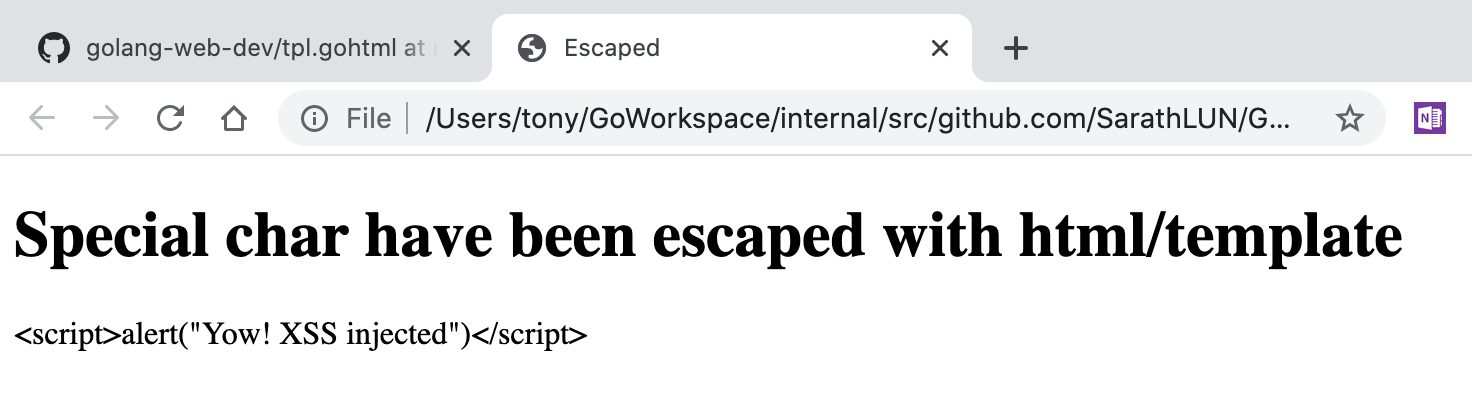 golang-web-dev/tpl.gohtml at
Escaped
File
/Users/tony/GoWorkspace/internal/src/github.com/SarathLUN/G...
Special char have been escaped with html/template
<script>alert("Yow! XSS injected")</script>